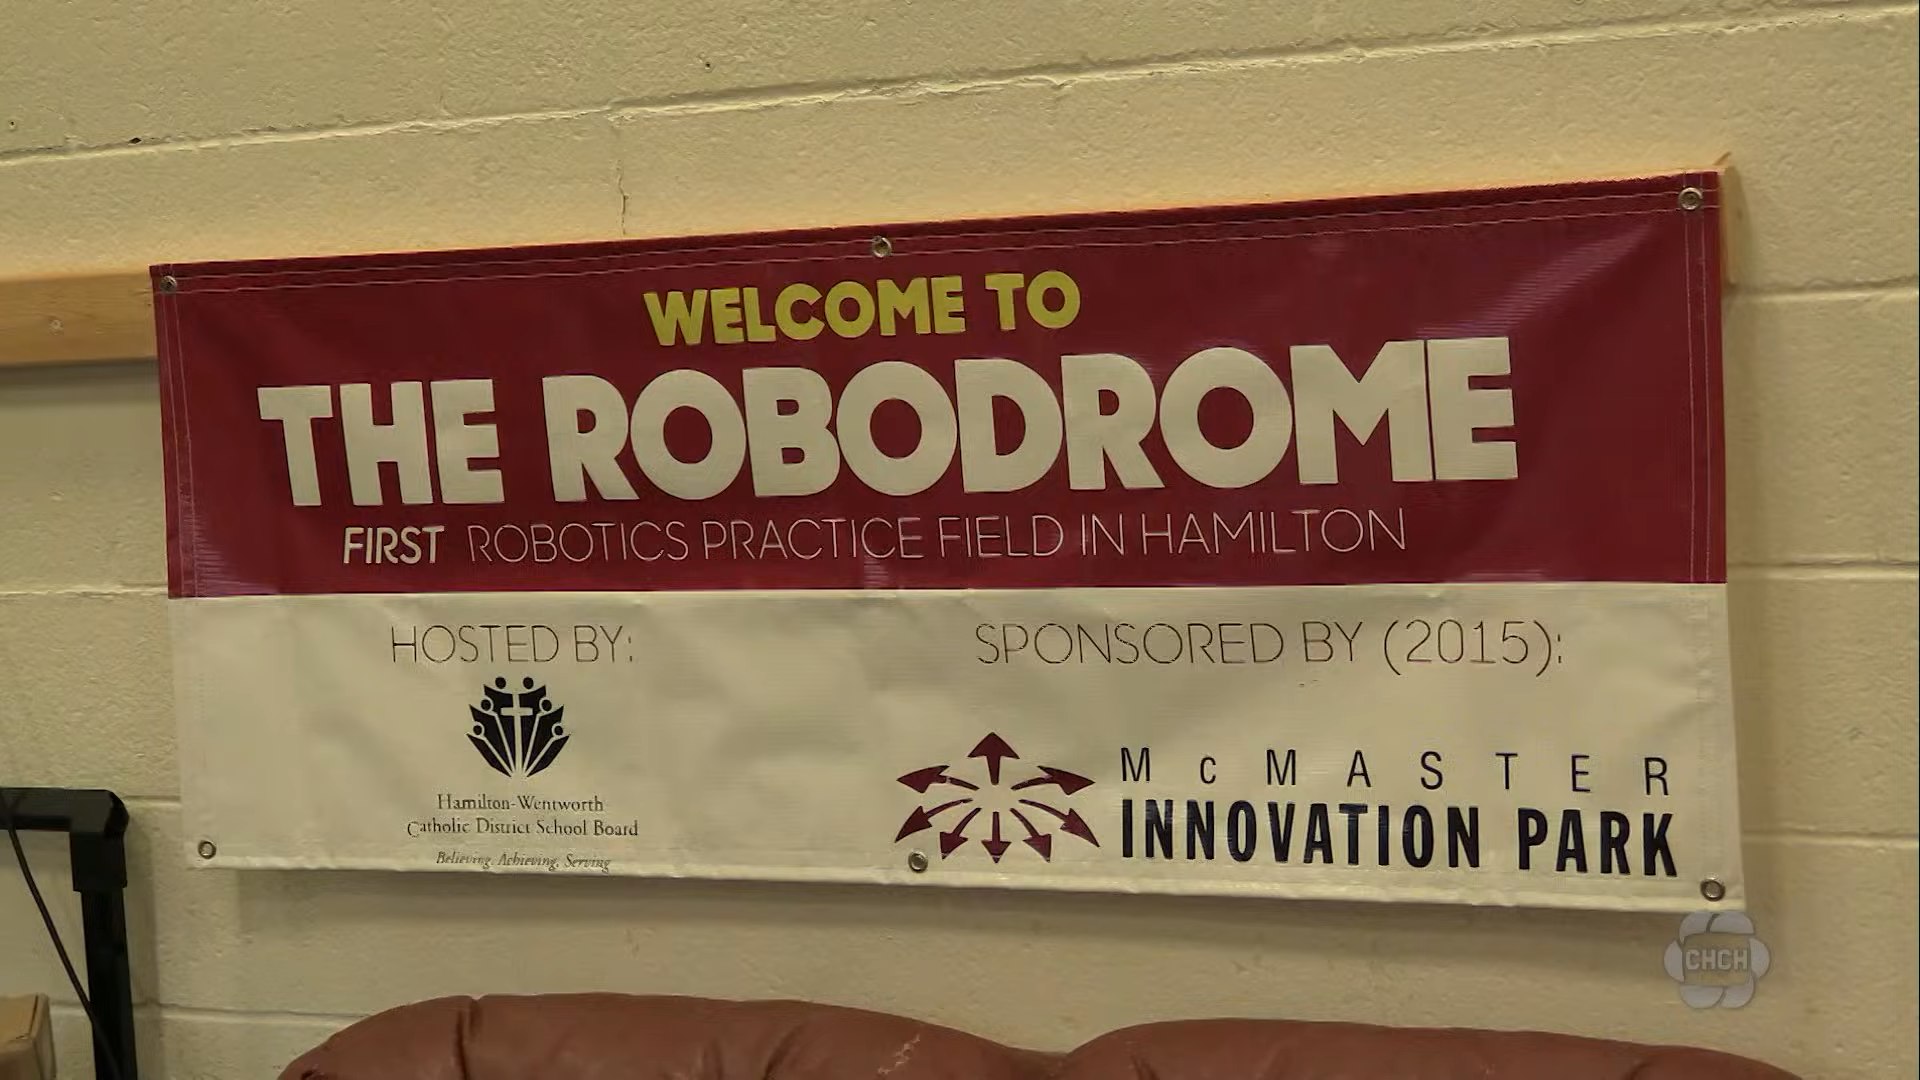 WELCOME TO
THE ROBODROME
FIRST ROBOTICS PRACTICE FIELD IN HAMILTON
HOSTED BY:
Hamilton-Wentworth
Catholic District School Board
Believing, Achieving, Serving
SPONSORED BY (2015):
McMASTER
INNOVATION PARK
CHCH